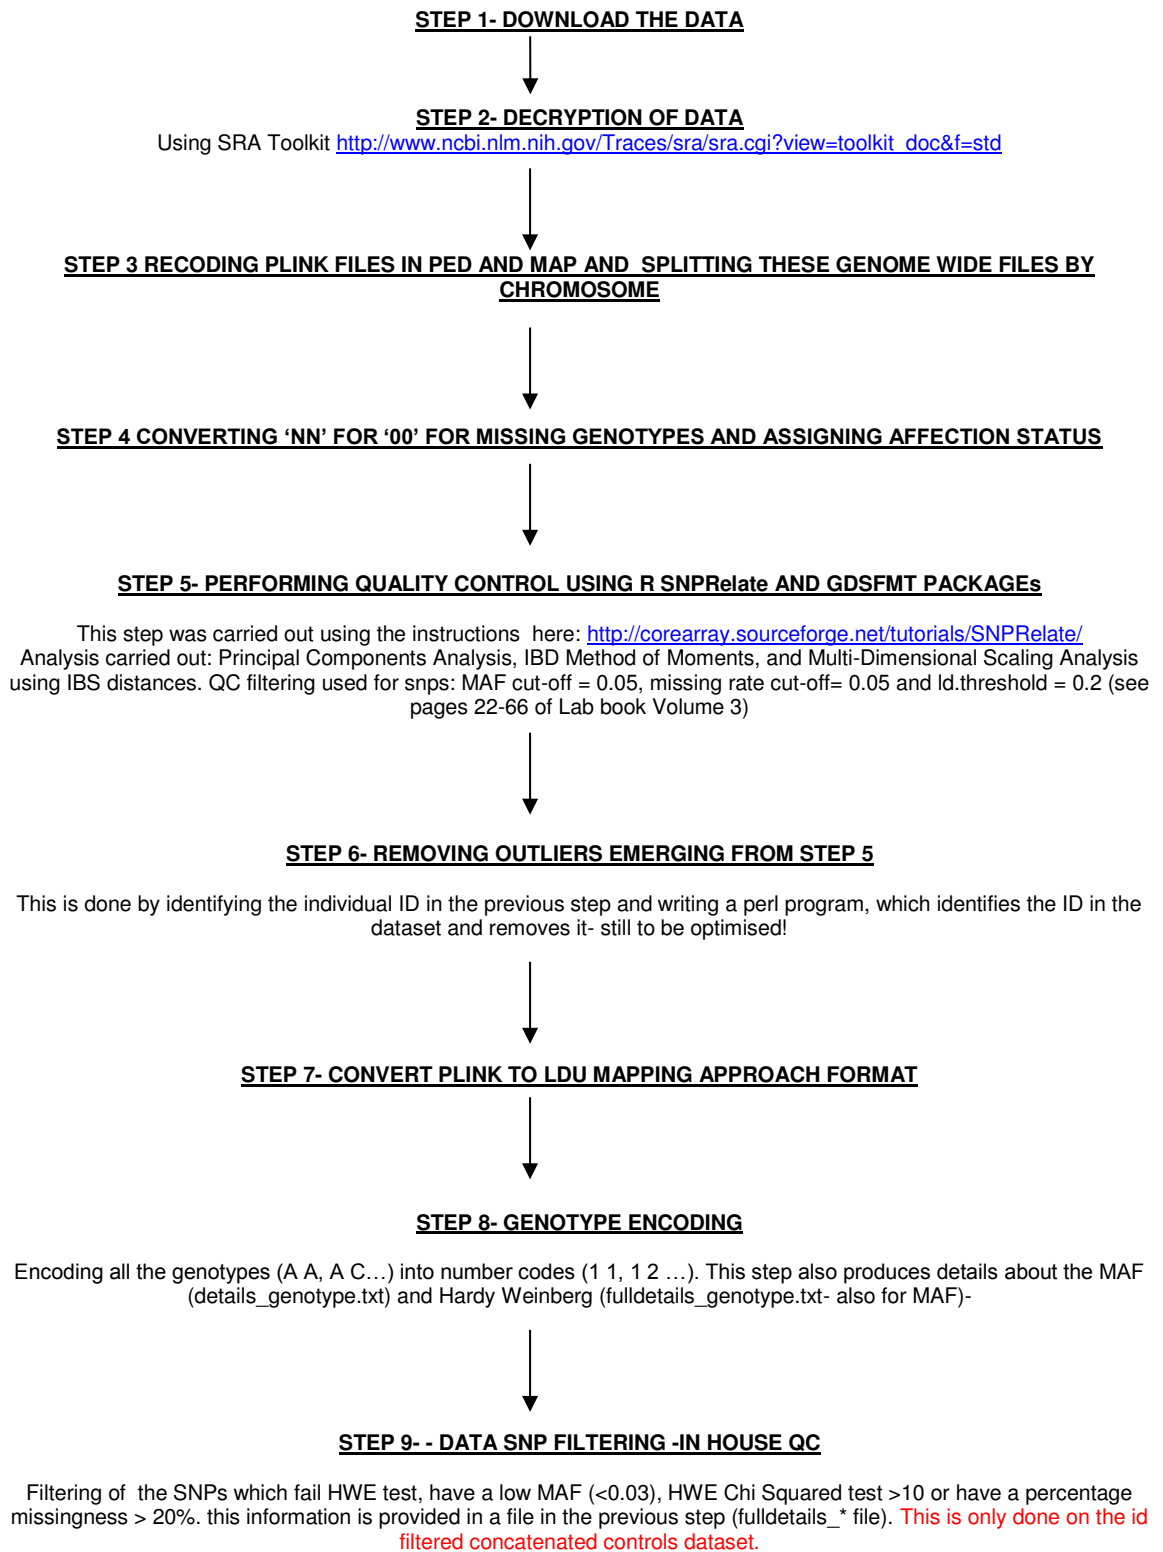 STEP 1- DOWNLOAD THE DATA
STEP 2- DECRYPTION OF DATA
Using SRA Toolkit http://www.ncbi.nlm.nih.gov/Traces/sra/sra.cgi?view=toolkit_doc&f=std
STEP 3 RECODING PLINK FILES IN PED AND MAP AND  SPLITTING THESE GENOME WIDE FILES BY
CHROMOSOME
STEP 4 CONVERTING ‘NN’ FOR ‘00’ FOR MISSING GENOTYPES AND ASSIGNING AFFECTION STATUS
STEP 5- PERFORMING QUALITY CONTROL USING R SNPRelate AND GDSFMT PACKAGEs
This step was carried out using the instructions  here: http://corearray.sourceforge.net/tutorials/SNPRelate/
Analysis carried out: Principal Components Analysis, IBD Method of Moments, and Multi-Dimensional Scaling Analysis
using IBS distances. QC filtering used for snps: MAF cut-off = 0.05, missing rate cut-off= 0.05 and ld.threshold = 0.2 (see
pages 22-66 of Lab book Volume 3)
STEP 6- REMOVING OUTLIERS EMERGING FROM STEP 5
This is done by identifying the individual ID in the previous step and writing a perl program, which identifies the ID in the
dataset and removes it- still to be optimised!
STEP 7- CONVERT PLINK TO LDU MAPPING APPROACH FORMAT
STEP 8- GENOTYPE ENCODING
Encoding all the genotypes (A A, A C…) into number codes (1 1, 1 2 …). This step also produces details about the MAF
(details_genotype.txt) and Hardy Weinberg (fulldetails_genotype.txt- also for MAF)-
STEP 9- - DATA SNP FILTERING -IN HOUSE QC
Filtering of  the SNPs which fail HWE test, have a low MAF (<0.03), HWE Chi Squared test >10 or have a percentage
missingness > 20%. this information is provided in a file in the previous step (fulldetails_* file). This is only done on the id
filtered concatenated controls dataset.